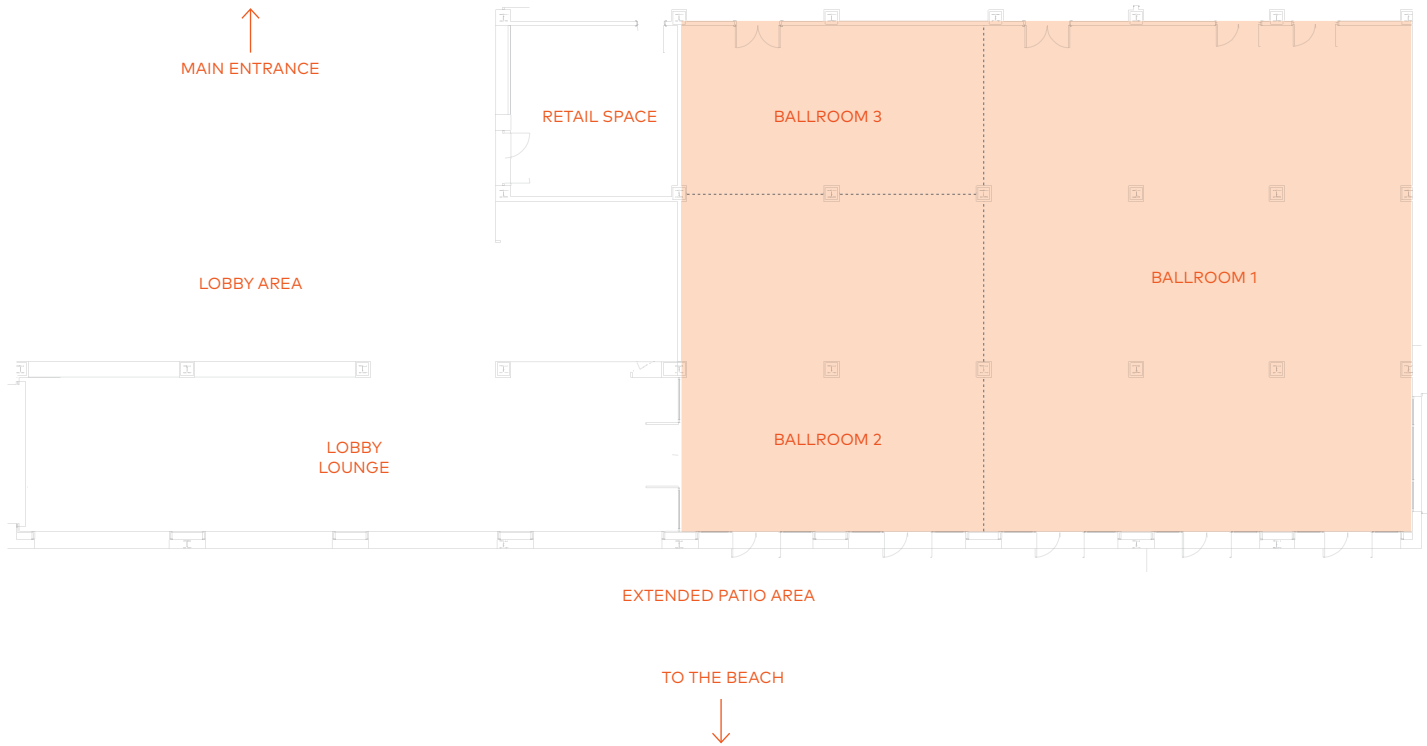 MAIN ENTRANCE
RETAIL SPACE
BALLROOM 3
LOBBY AREA
BALLROOM 1
LOBBY
LOUNGE
BALLROOM 2
EXTENDED PATIO AREA
TO THE BEACH